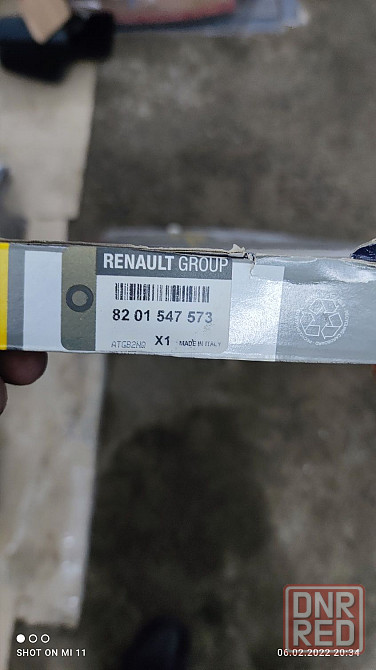 RENAULT GROUP
82 01 547 573
ATGB2NQ X1 MADE IN ITALY
DNR
RED
SHOT ON MI 11
06.02.2022 20:34